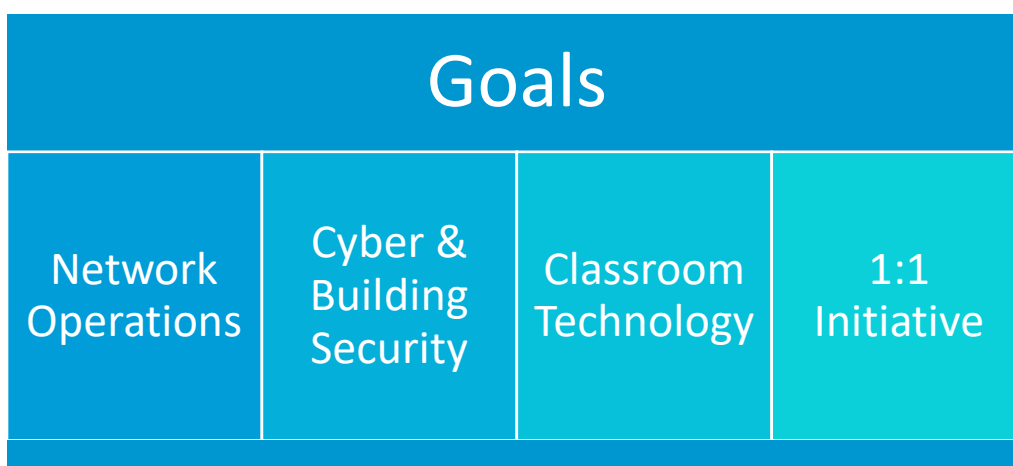 Goals
Network
Operations
Cyber &
Building
Security
Classroom
Technology
1:1
Initiative